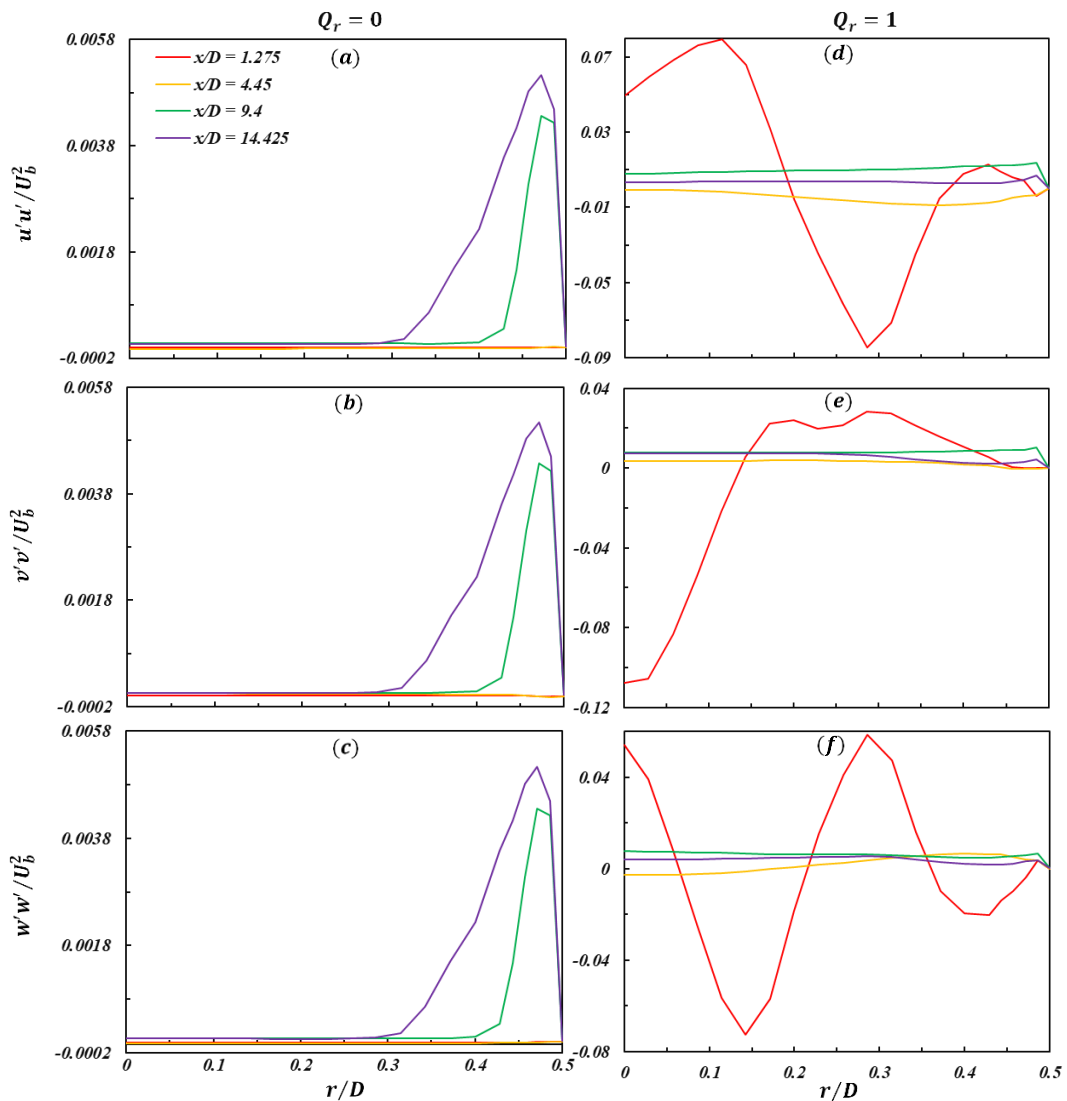 Q_r = 0
Q_r = 1
0.0058
0.0038
0.0018
-0.0002
u'u'/U_b^2
(a)
x/D = 1.275
x/D = 4.45
x/D = 9.4
x/D = 14.425
0.07
0.03
-0.01
-0.05
-0.09
(d)
0.0058
0.0038
0.0018
-0.0002
v'v'/U_b^2
(b)
0.04
0
-0.04
-0.08
-0.12
(e)
0.0058
0.0038
0.0018
-0.0002
w'w'/U_b^2
(c)
0 0.1 0.2 0.3 0.4 0.5
r/D
0.04
0
-0.04
-0.08
(f)
0 0.1 0.2 0.3 0.4 0.5
r/D